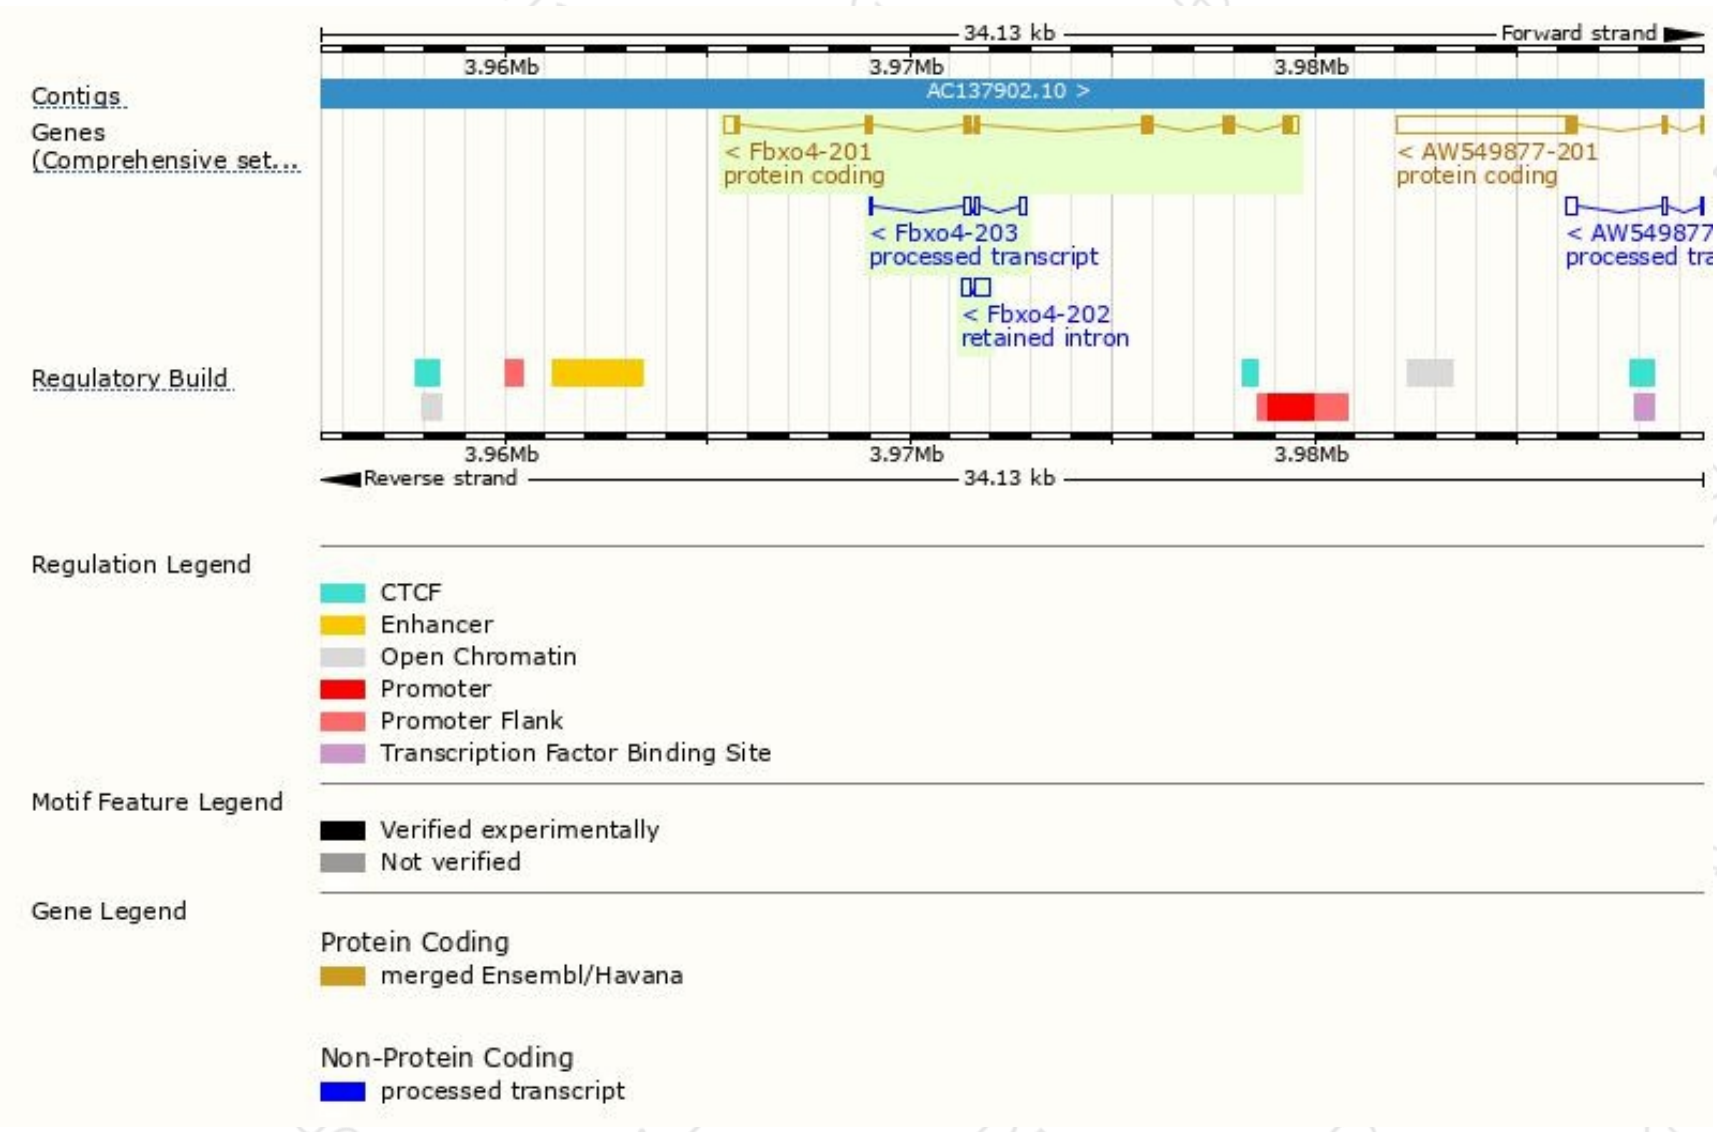 34.13 kb
Forward strand
3.96Mb 3.97Mb 3.98Mb
Contigs
AC137902.10 >
Genes
(Comprehensive set...
< Fbxo4-201
protein coding
< AW549877-201
protein coding
< Fbxo4-203
processed transcript
< AW549877
processed tra
< Fbxo4-202
retained intron
Regulatory Build
3.96Mb 3.97Mb 3.98Mb
Reverse strand
34.13 kb
Regulation Legend
CTCF
Enhancer
Open Chromatin
Promoter
Promoter Flank
Transcription Factor Binding Site
Motif Feature Legend
Verified experimentally
Not verified
Gene Legend
Protein Coding
merged Ensembl/Havana
Non-Protein Coding
processed transcript